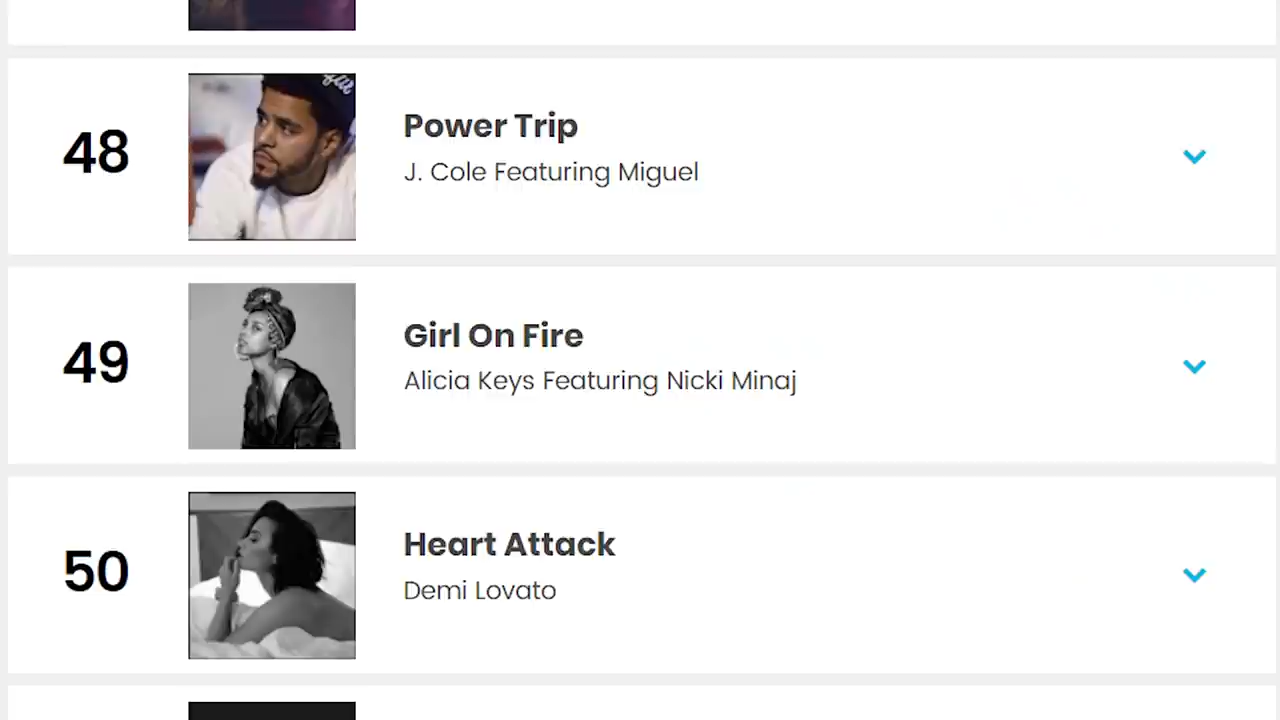 48
Power Trip
J. Cole Featuring Miguel
49
Girl On Fire
Alicia Keys Featuring Nicki Minaj
50
Heart Attack
Demi Lovato